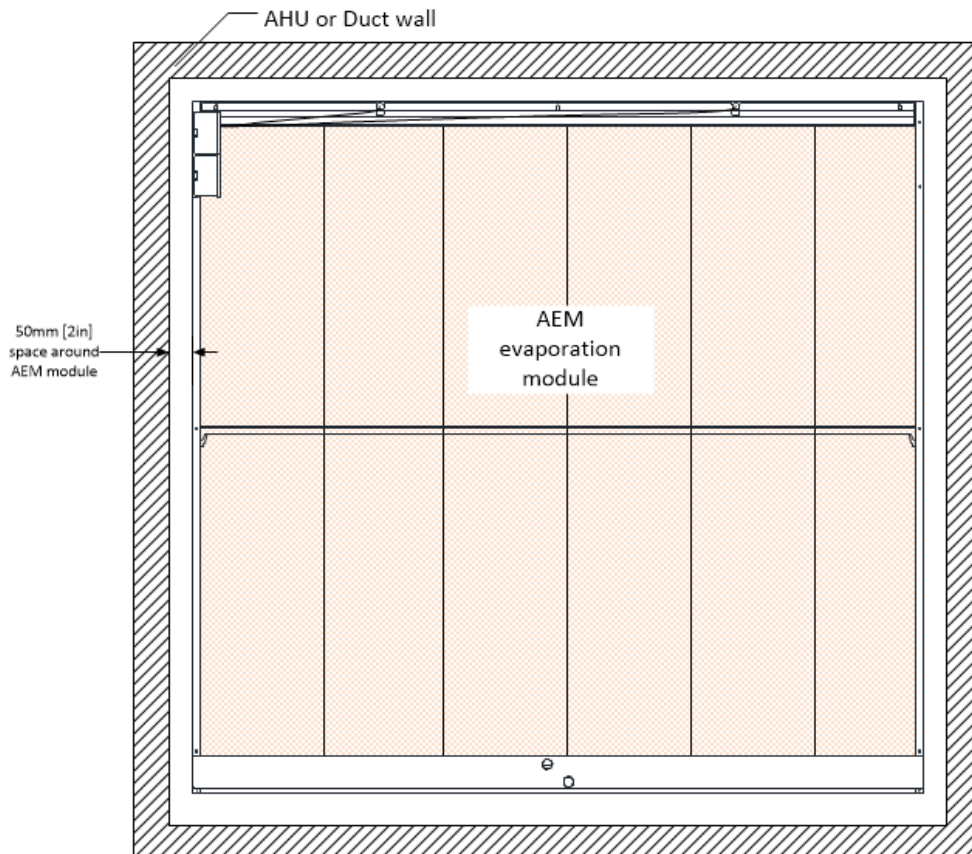 AHU or Duct wall
50mm [2in]
space around
AEM module
AEM
evaporation
module